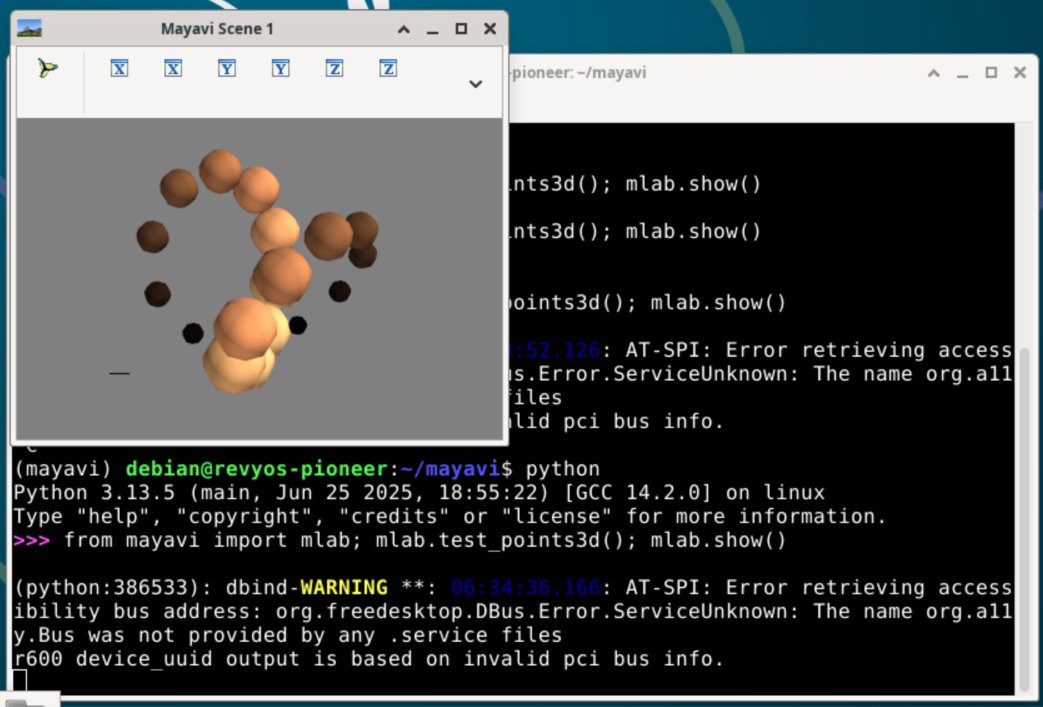 Mayavi Scene 1
X X Y Y Z Z
-pioneer: ~/mayavi
nts3d(); mlab.show()
nts3d(); mlab.show()
oints3d(); mlab.show()
:52.126: AT-SPI: Error retrieving access
us.Error.ServiceUnknown: The name org.a11
files
lid pci bus info.
(mayavi) debian@revyos-pioneer:~/mayavi$ python
Python 3.13.5 (main, Jun 25 2025, 18:55:22) [GCC 14.2.0] on linux
Type "help", "copyright", "credits" or "license" for more information.
>>> from mayavi import mlab; mlab.test_points3d(); mlab.show()
(python:386533): dbind-WARNING **: 06:34:36.166: AT-SPI: Error retrieving access
ibility bus address: org.freedesktop.DBus.Error.ServiceUnknown: The name org.a11
y.Bus was not provided by any .service files
r600 device_uuid output is based on invalid pci bus info.